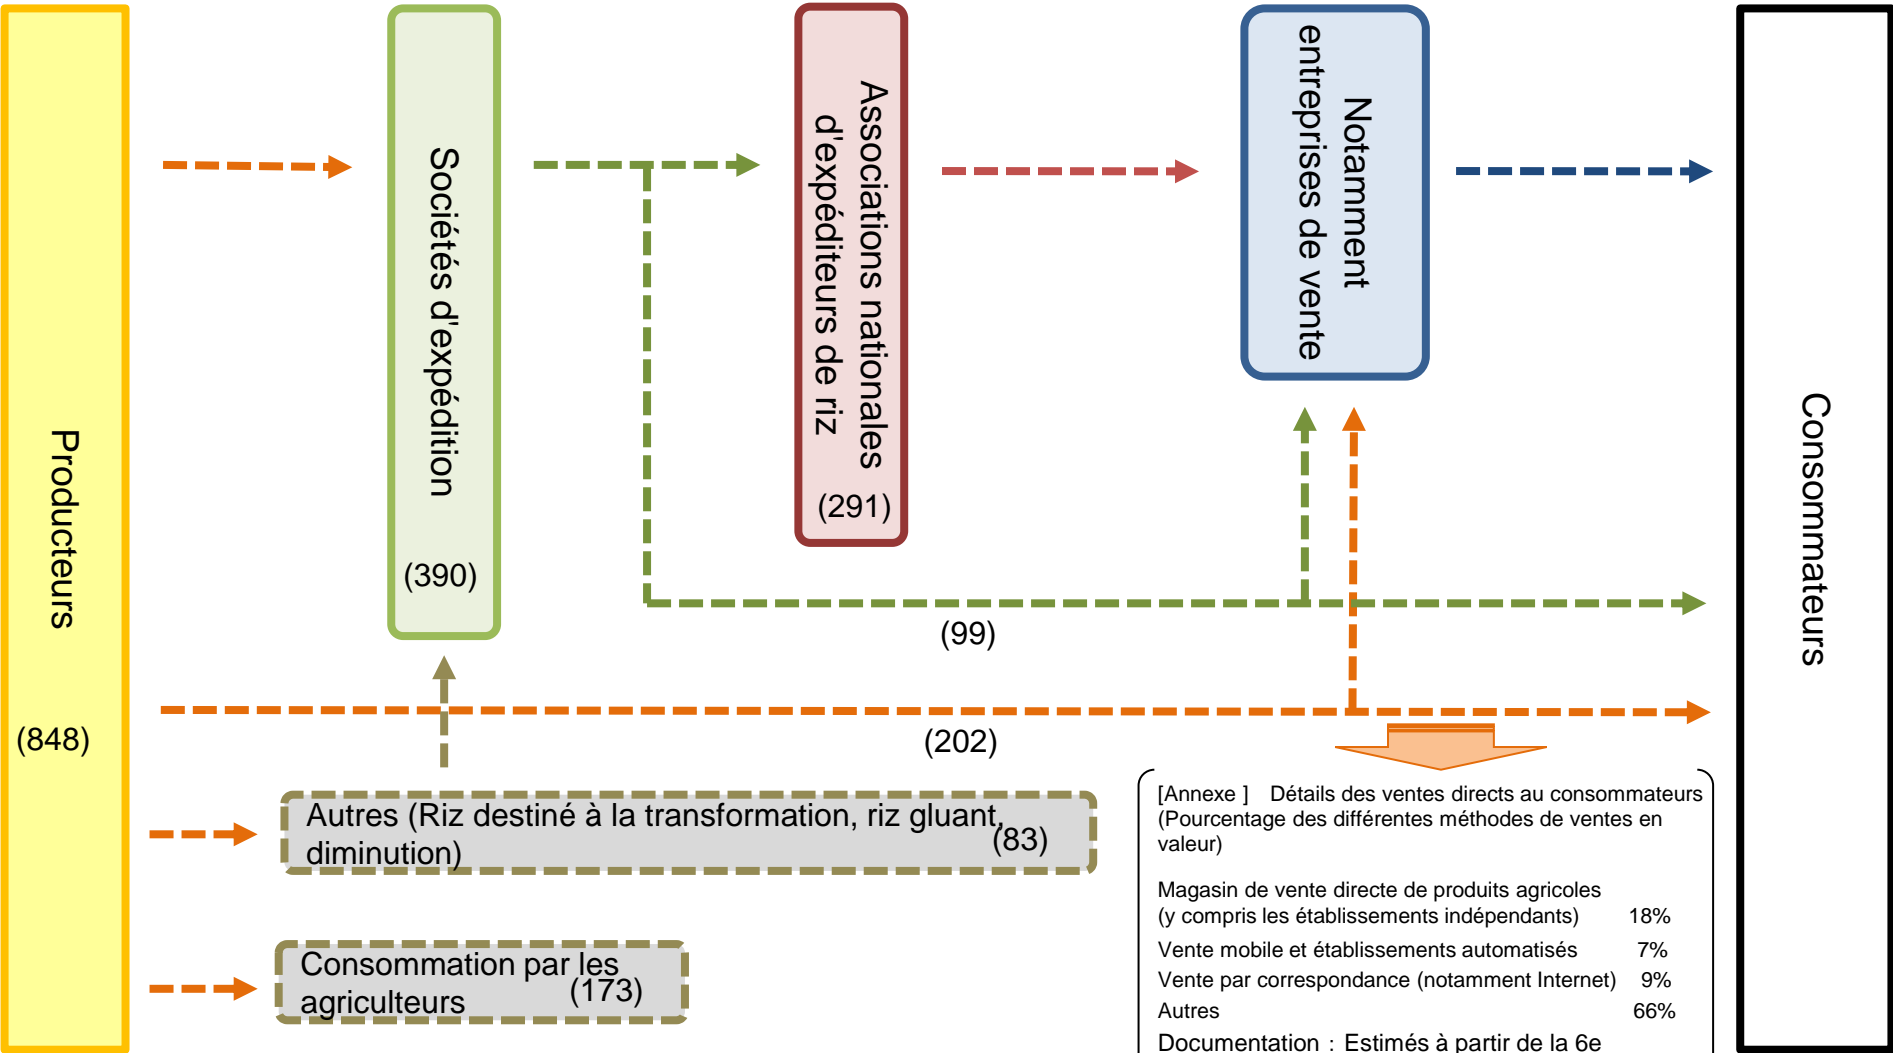 Producteurs
(848)
Sociétés d'expédition
(390)
Associations nationales
d'expéditeurs de riz
(291)
Notamment
entreprises de vente
Consommateurs
(99)
(202)
Autres (Riz destiné à la transformation, riz gluant,
diminution)
(83)
Consommation par les
agriculteurs
(173)
[Annexe ] Détails des ventes directs au consommateurs
(Pourcentage des différentes méthodes de ventes en
valeur)
Magasin de vente directe de produits agricoles
(y compris les établissements indépendants) 18%
Vente mobile et établissements automatisés 7%
Vente par correspondance (notamment Internet) 9%
Autres 66%
Documentation : Estimés à partir de la 6e